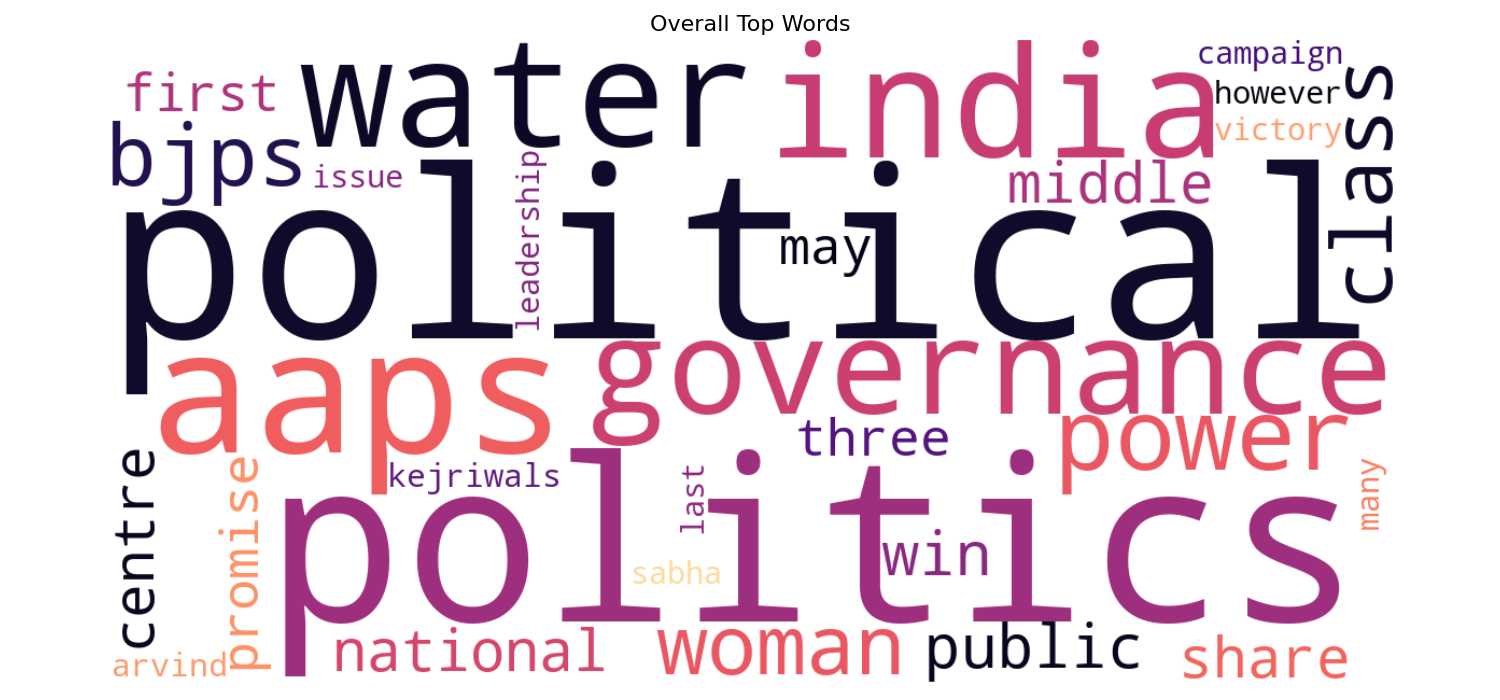 Overall Top Words
first
water
india
campaign
however
victory
class
bjps
issue
leadership
middle
political
may
aaps
governance
three
power
centre
promise
kejriwals
last
many
politics
win
sabha
arvind
national
woman
public
share